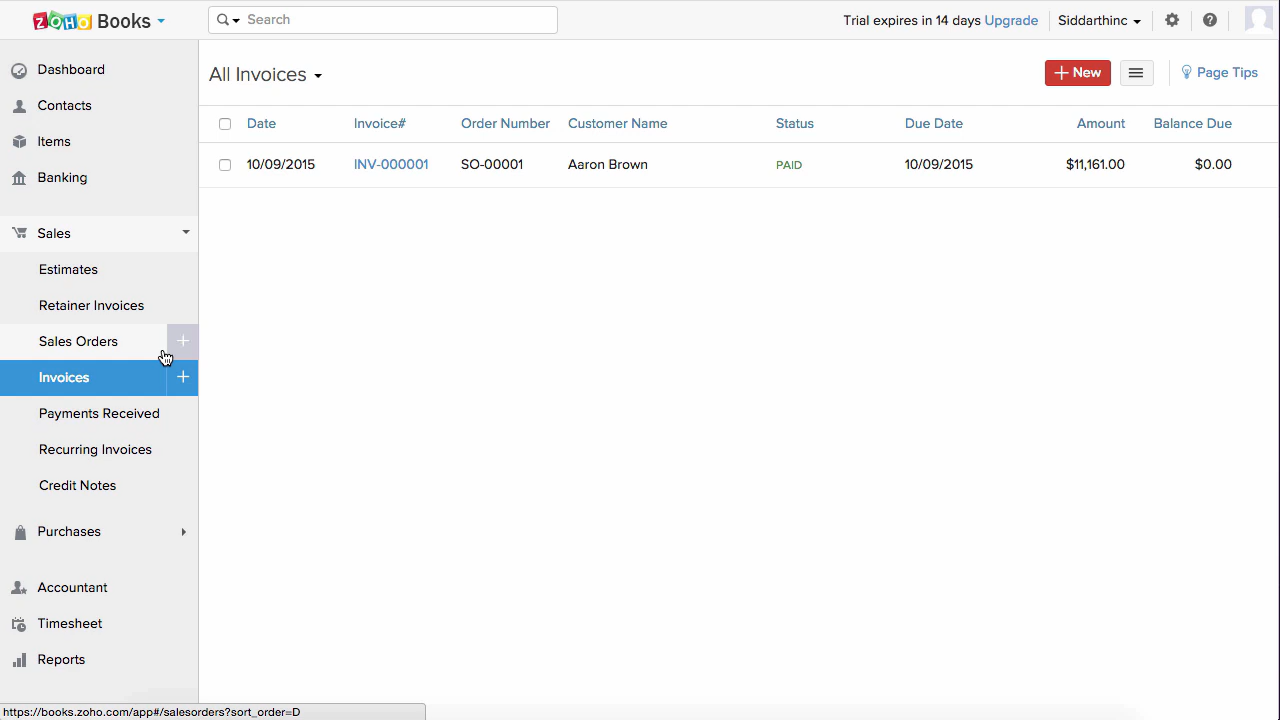 ZOHO Books
Search
Trial expires in 14 days Upgrade
Siddarthinc
Dashboard
Contacts
Items
Banking
Sales
Estimates
Retainer Invoices
Sales Orders
Invoices
Payments Received
Recurring Invoices
Credit Notes
Purchases
Accountant
Timesheet
Reports
All Invoices
New
Page Tips
Date Invoice# Order Number Customer Name Status Due Date Amount Balance Due
10/09/2015 INV-000001 SO-00001 Aaron Brown PAID 10/09/2015 $11,161.00 $0.00
https://books.zoho.com/app#/salesorders?sort_order=D